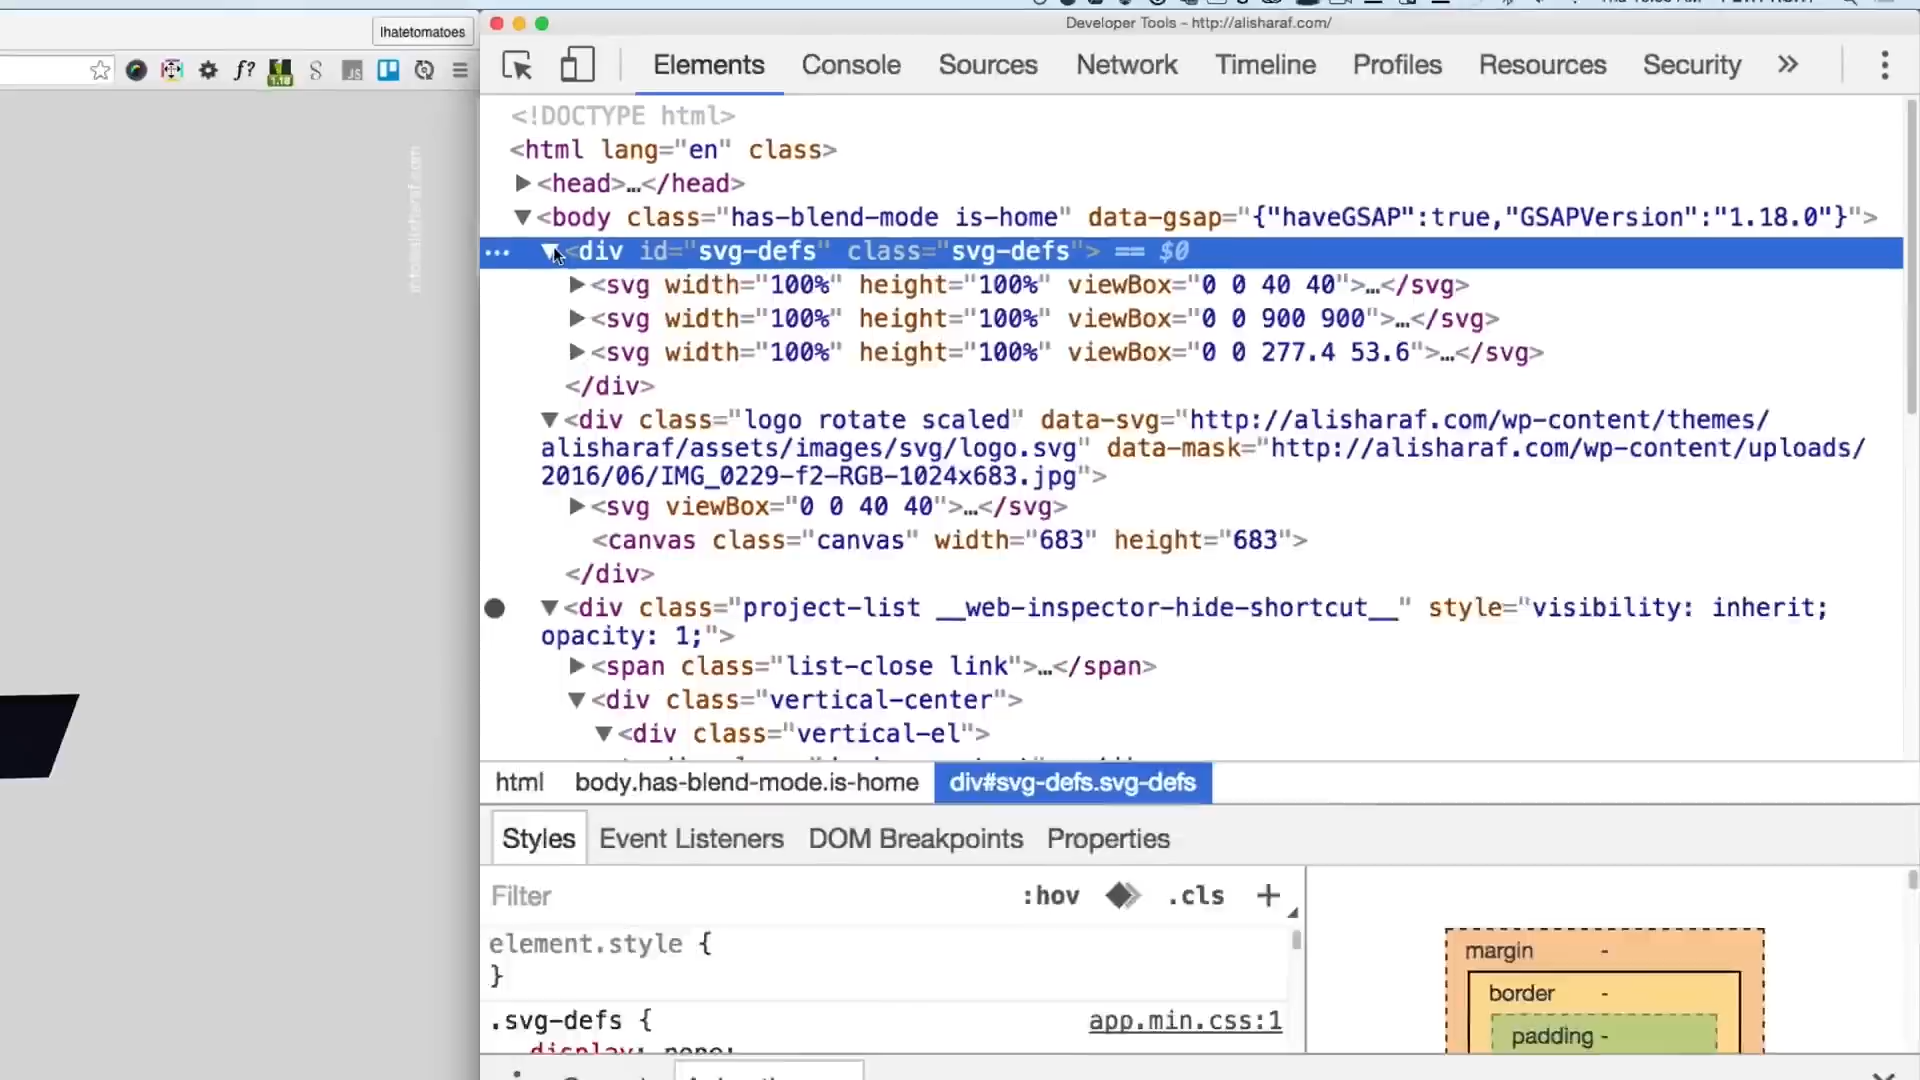 Developer Tools - http://alisharaf.com/
Ihatetomatoes
f?
1.18
S
JS
Elements Console Sources Network Timeline Profiles Resources Security »
<!DOCTYPE html>
<html lang="en" class>
▶<head>…</head>
▼<body class="has-blend-mode is-home" data-gsap="{"haveGSAP":true,"GSAPVersion":"1.18.0"}">
… ▼<div id="svg-defs" class="svg-defs"> == $0
▶<svg width="100%" height="100%" viewBox="0 0 40 40">…</svg>
▶<svg width="100%" height="100%" viewBox="0 0 900 900">…</svg>
▶<svg width="100%" height="100%" viewBox="0 0 277.4 53.6">…</svg>
</div>
▼<div class="logo rotate scaled" data-svg="http://alisharaf.com/wp-content/themes/
alisharaf/assets/images/svg/logo.svg" data-mask="http://alisharaf.com/wp-content/uploads/
2016/06/IMG_0229-f2-RGB-1024x683.jpg">
▶<svg viewBox="0 0 40 40">…</svg>
<canvas class="canvas" width="683" height="683">
</div>
▼<div class="project-list __web-inspector-hide-shortcut__" style="visibility: inherit;
opacity: 1;">
▶<span class="list-close link">…</span>
▼<div class="vertical-center">
▼<div class="vertical-el">
html body.has-blend-mode.is-home div#svg-defs.svg-defs
Styles Event Listeners DOM Breakpoints Properties
Filter :hov .cls +
element.style {
}
.svg-defs { app.min.css:1
display: none;
margin -
border -
padding -